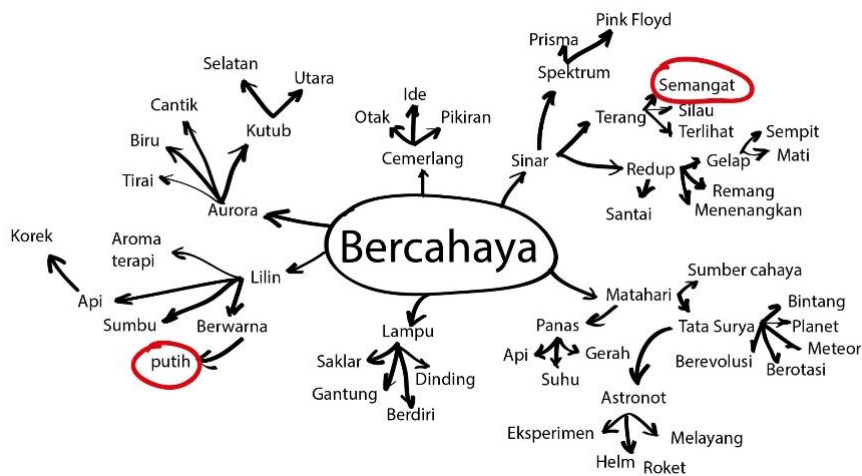 Pink Floyd
Prisma
Spektrum
Selatan
Utara
Semangat
Ide
Cantik
Otak
Pikiran
Terang
Silau
Terlihat
Kutub
Biru
Cemerlang
Sinar
Sempit
Gelap
Mati
Redup
Tirai
Remang
Aurora
Santai
Menenangkan
Korek
Aroma
terapi
Bercahaya
Lilin
Sumber cahaya
Matahari
Api
Bintang
Sumbu
Berwarna
Lampu
Panas
Tata Surya
Planet
Meteor
putih
Saklar
Dinding
Api
Gerah
Berevolusi
Berotasi
Suhu
Gantung
Berdiri
Astronot
Eksperimen
Melayang
Helm
Roket